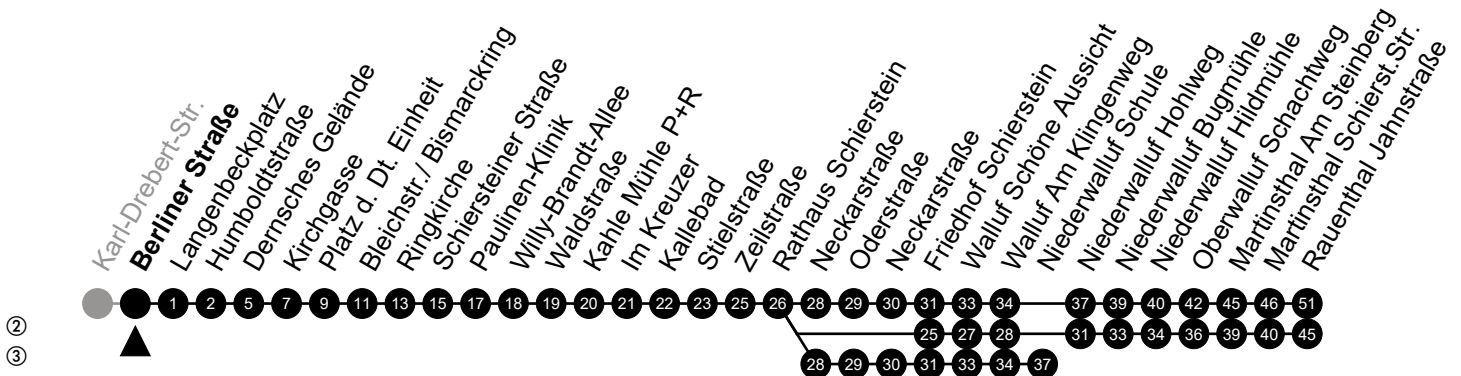 Karl-Drebert-Str.
Berliner Straße
Langenbeckplatz
Humboldtstraße
Dernsches Gelände
Kirchgasse
Platz d. Dt. Einheit
Bleichstr / Bismarckring
Ringkirche
Schiersteiner Straße
Paulinen-Klinik
Willy-Brandt-Allee
Waldstraße
Kahle Mühle P+R
Im Kreuzer
Kallebad
Stielstraße
Zeilstraße
Rathaus Schierstein
Neckarstraße
Oderstraße
Neckarstraße
Friedhof Schierstein
Walluf Schöne Aussicht
Walluf Am Klingenweg
Niederwalluf Schule
Niederwalluf Hohlweg
Niederwalluf Bugmühle
Niederwalluf Hildmühle
Oberwalluf Schachtweg
Martinsthal Am Steinberg
Martinsthal Schierst.Str.
Rauenthal Jahnstraße
1 2 5 7 9 11 13 15 17 18 19 20 21 22 23 25 26 28 29 30 31 33 34 37 39 40 42 45 46 51
② 25 27 28 31 33 34 36 39 40 45
③ 28 29 30 31 33 34 37